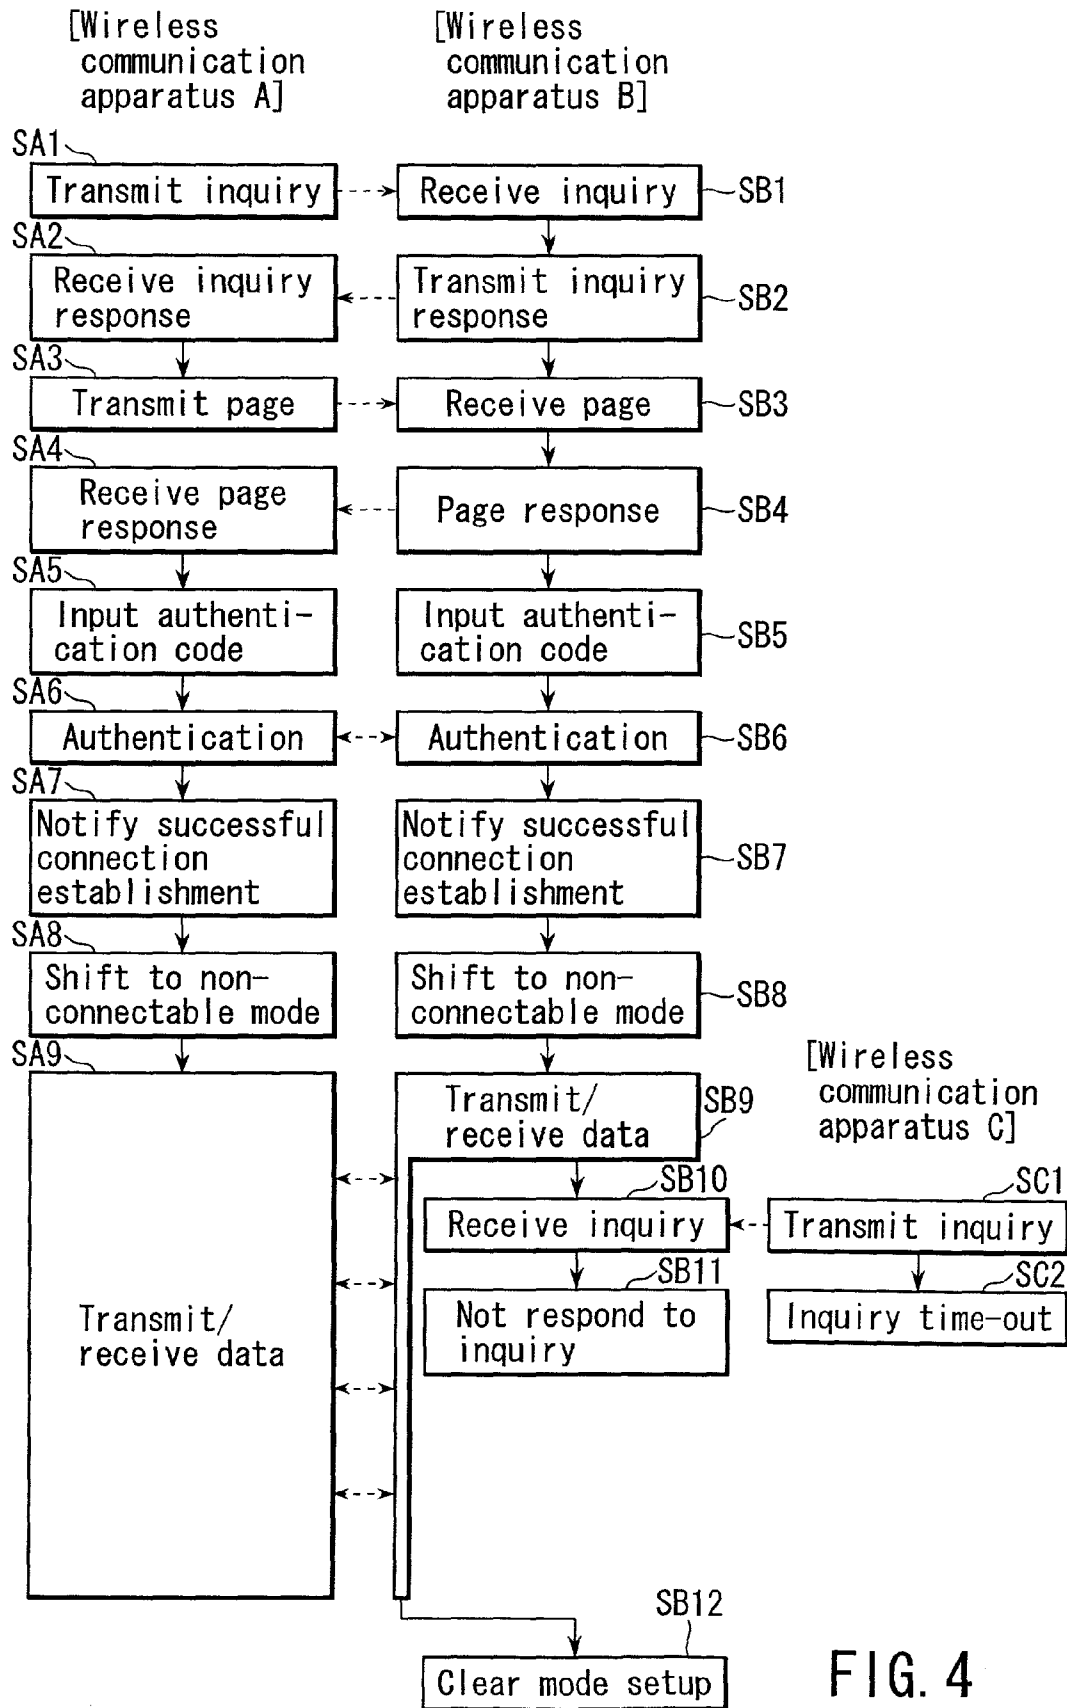 [Wireless
communication
apparatus A]
[Wireless
communication
apparatus B]
SA1
Transmit inquiry
Receive inquiry
SB1
SA2
Receive inquiry
response
Transmit inquiry
response
SB2
SA3
Transmit page
Receive page
SB3
SA4
Receive page
response
Page response
SB4
SA5
Input authenti-
cation code
Input authenti-
cation code
SB5
SA6
Authentication
Authentication
SB6
SA7
Notify successful
connection
establishment
Notify successful
connection
establishment
SB7
SA8
Shift to non-
connectable mode
Shift to non-
connectable mode
SB8
SA9
Transmit/
receive data
Transmit/
receive data
SB9
[Wireless
communication
apparatus C]
SB10
Receive inquiry
SC1
Transmit inquiry
SB11
Not respond to
inquiry
SC2
Inquiry time-out
SB12
Clear mode setup
FIG. 4